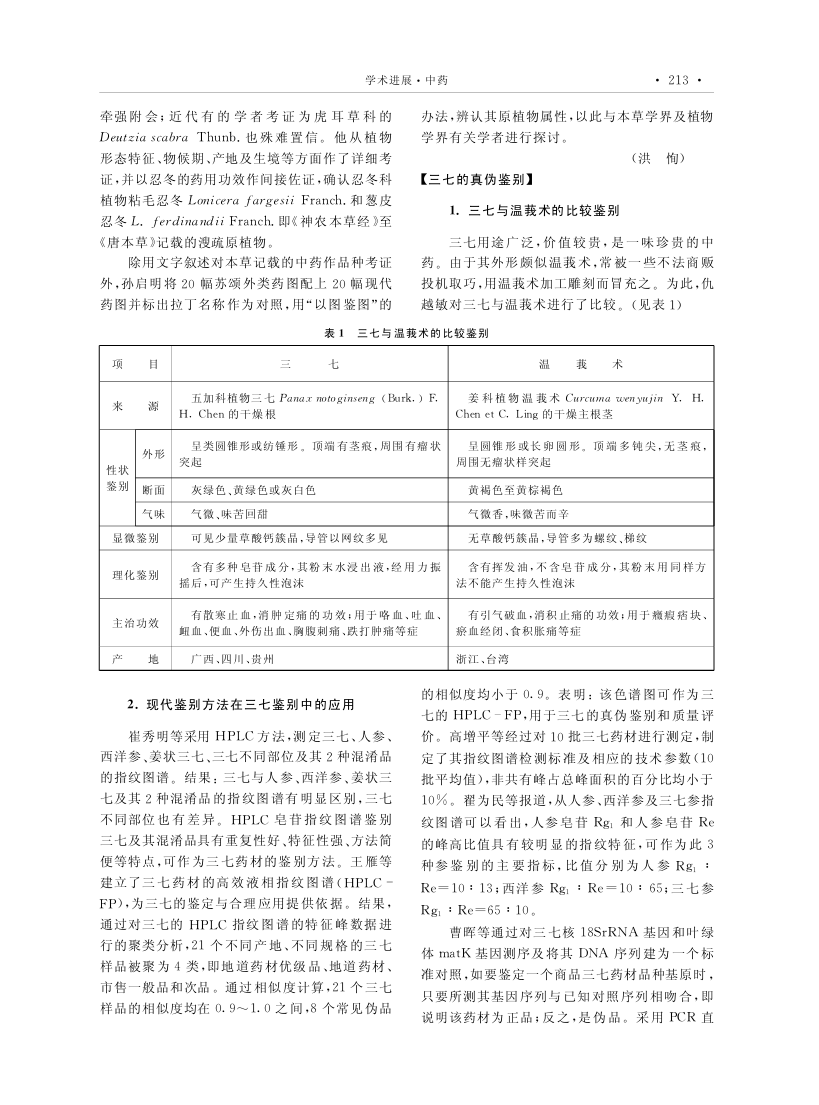 学术进展·中药
· 213 ·
牵强附会；近代有的学者考证为虎耳草科的
Deutzia scabra Thunb. 也殊难置信。他从植物
形态特征、物候期、产地及生境等方面作了详细考
证，并以忍冬的药用功效作间接佐证，确认忍冬科
植物粘毛忍冬 Lonicera fargesii Franch. 和葱皮
忍冬 L. ferdinandii Franch. 即《神农本草经》至
《唐本草》记载的溲疏原植物。
除用文字叙述对本草记载的中药作品种考证
外，孙启明将 20 幅苏颂外类药图配上 20 幅现代
药图并标出拉丁名称作为对照，用“以图鉴图”的
办法，辨认其原植物属性，以此与本草学界及植物
学界有关学者进行探讨。
（洪 恂）
【三七的真伪鉴别】
1. 三七与温莪术的比较鉴别
三七用途广泛，价值较贵，是一味珍贵的中
药。由于其外形颇似温莪术，常被一些不法商贩
投机取巧，用温莪术加工雕刻而冒充之。为此，仇
越敏对三七与温莪术进行了比较。（见表 1）
表 1 三七与温莪术的比较鉴别
项 目 三 七 温 莪 术
来 源
五加科植物三七 Panax notoginseng（Burk.）F.
H. Chen 的干燥根
姜科植物温莪术 Curcuma wenyujin Y. H.
Chen et C. Ling 的干燥主根茎
性状
鉴别
外形
呈类圆锥形或纺锤形。顶端有茎痕，周围有瘤状
突起
呈圆锥形或长卵圆形。顶端多钝尖，无茎痕，
周围无瘤状样突起
断面 灰绿色、黄绿色或灰白色 黄褐色至黄棕褐色
气味 气微、味苦回甜 气微香，味微苦而辛
显微鉴别 可见少量草酸钙簇晶，导管以网纹多见 无草酸钙簇晶，导管多为螺纹、梯纹
理化鉴别
含有多种皂苷成分，其粉末水浸出液，经用力振
摇后，可产生持久性泡沫
含有挥发油，不含皂苷成分，其粉末用同样方
法不能产生持久性泡沫
主治功效
有散寒止血，消肿定痛的功效；用于咯血、吐血、
衄血、便血、外伤出血、胸腹刺痛、跌打肿痛等症
有引气破血，消积止痛的功效；用于癥瘕痞块、
瘀血经闭、食积胀痛等症
产 地 广西、四川、贵州 浙江、台湾
2. 现代鉴别方法在三七鉴别中的应用
崔秀明等采用 HPLC 方法，测定三七、人参、
西洋参、姜状三七、三七不同部位及其 2 种混淆品
的指纹图谱。结果：三七与人参、西洋参、姜状三
七及其 2 种混淆品的指纹图谱有明显区别，三七
不同部位也有差异。HPLC 皂苷指纹图谱鉴别
三七及其混淆品具有重复性好、特征性强、方法简
便等特点，可作为三七药材的鉴别方法。王雁等
建立了三七药材的高效液相指纹图谱(HPLC-
FP)，为三七的鉴定与合理应用提供依据。结果，
通过对三七的 HPLC 指纹图谱的特征峰数据进
行的聚类分析，21 个不同产地、不同规格的三七
样品被聚为 4 类，即地道药材优级品、地道药材、
市售一般品和次品。通过相似度计算，21 个三七
样品的相似度均在 0.9～1.0 之间，8 个常见伪品
的相似度均小于 0.9。表明：该色谱图可作为三
七的 HPLC-FP，用于三七的真伪鉴别和质量评
价。高增平等经过对 10 批三七药材进行测定，制
定了其指纹图谱检测标准及相应的技术参数(10
批平均值)，非共有峰占总峰面积的百分比均小于
10%。翟为民等报道，从人参、西洋参及三七参指
纹图谱可以看出，人参皂苷 Rg₁ 和人参皂苷 Re
的峰高比值具有较明显的指纹特征，可作为此 3
种参鉴别的主要指标，比值分别为人参 Rg₁：
Re=10：13；西洋参 Rg₁：Re=10：65；三七参
Rg₁：Re=65：10。
曹晖等通过对三七核 18SrRNA 基因和叶绿
体 matK 基因测序及将其 DNA 序列建为一个标
准对照，如要鉴定一个商品三七药材品种基原时，
只要所测其基因序列与已知对照序列相吻合，即
说明该药材为正品；反之，是伪品。采用 PCR 直